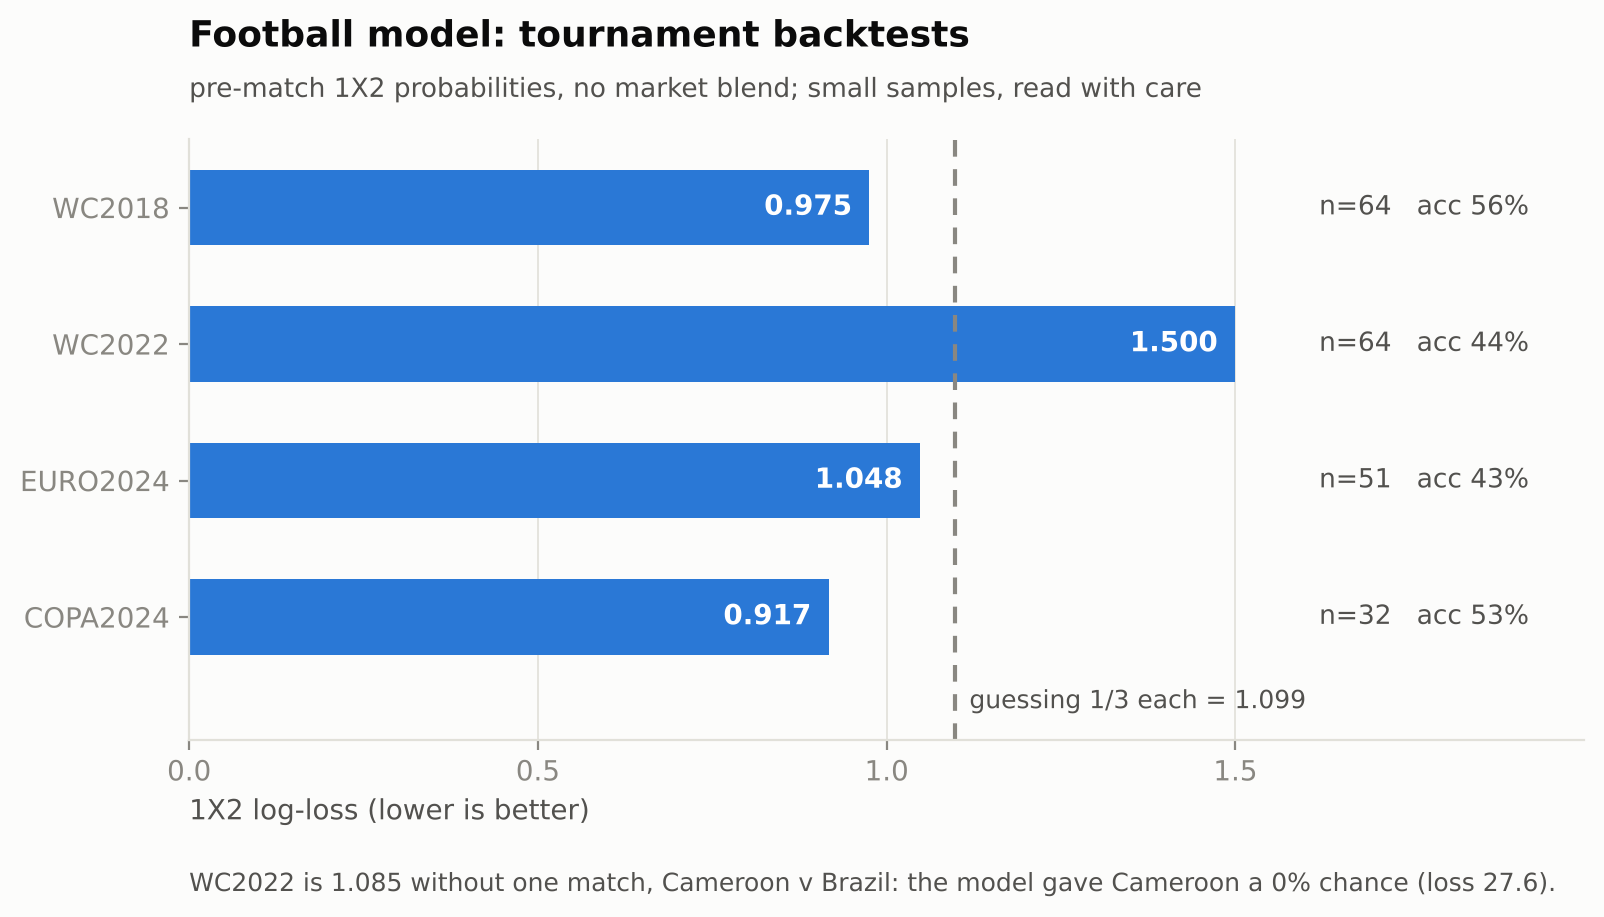 Football model: tournament backtests
pre-match 1X2 probabilities, no market blend; small samples, read with care
WC2018 0.975 n=64 acc 56%
WC2022 1.500 n=64 acc 44%
EURO2024 1.048 n=51 acc 43%
COPA2024 0.917 n=32 acc 53%
guessing 1/3 each = 1.099
0.0 0.5 1.0 1.5
1X2 log-loss (lower is better)
WC2022 is 1.085 without one match, Cameroon v Brazil: the model gave Cameroon a 0% chance (loss 27.6).